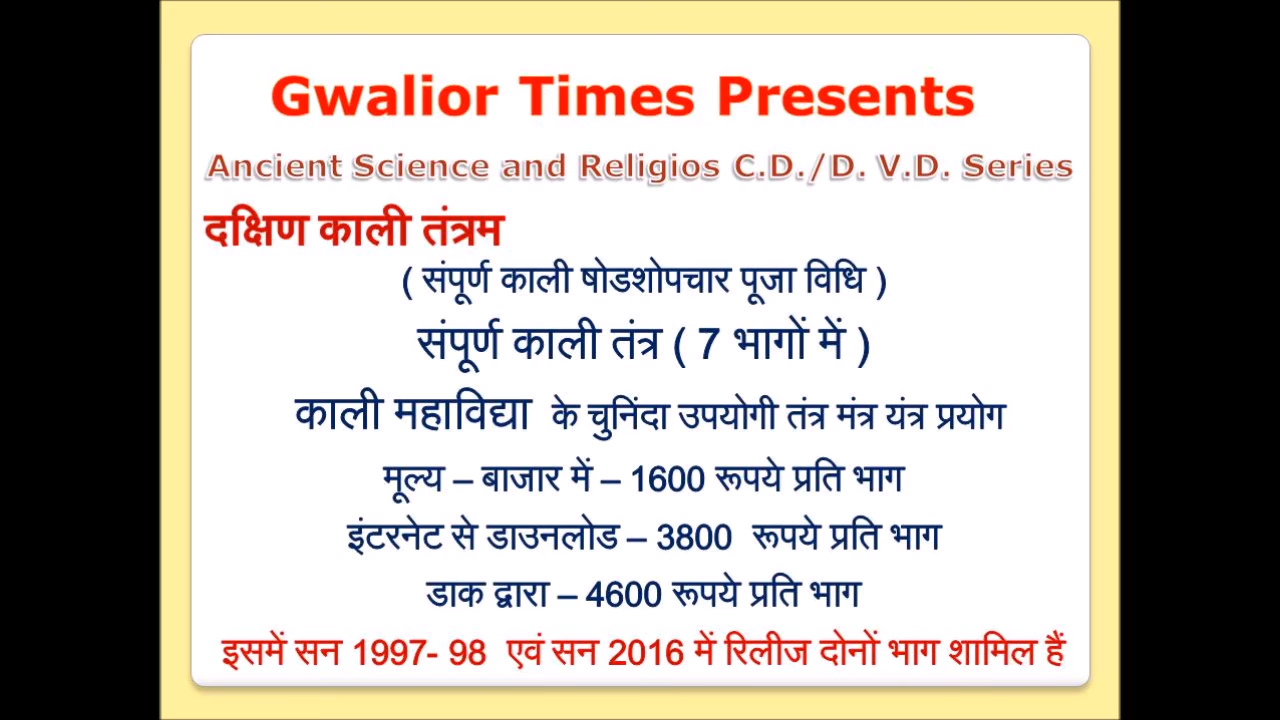 Gwalior Times Presents
Ancient Science and Religios C.D./D. V.D. Series
दक्षिण काली तंत्रम
( संपूर्ण काली षोडशोपचार पूजा विधि )
संपूर्ण काली तंत्र ( 7 भागों में )
काली महाविद्या के चुनिंदा उपयोगी तंत्र मंत्र यंत्र प्रयोग
मूल्य – बाजार में – 1600 रूपये प्रति भाग
इंटरनेट से डाउनलोड – 3800 रूपये प्रति भाग
डाक द्वारा – 4600 रूपये प्रति भाग
इसमें सन 1997- 98 एवं सन 2016 में रिलीज दोनों भाग शामिल हैं